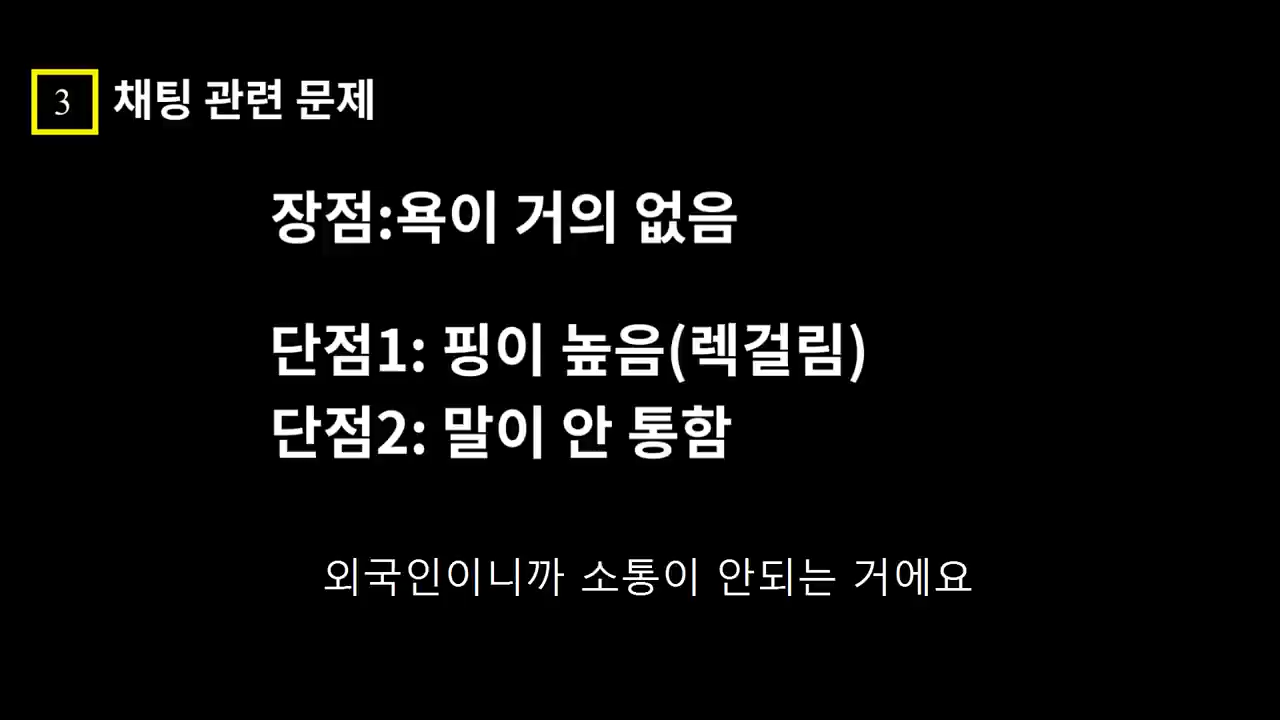 3 채팅 관련 문제
장점:욕이 거의 없음
단점1: 핑이 높음(렉걸림)
단점2: 말이 안 통함
외국인이니까 소통이 안되는 거에요